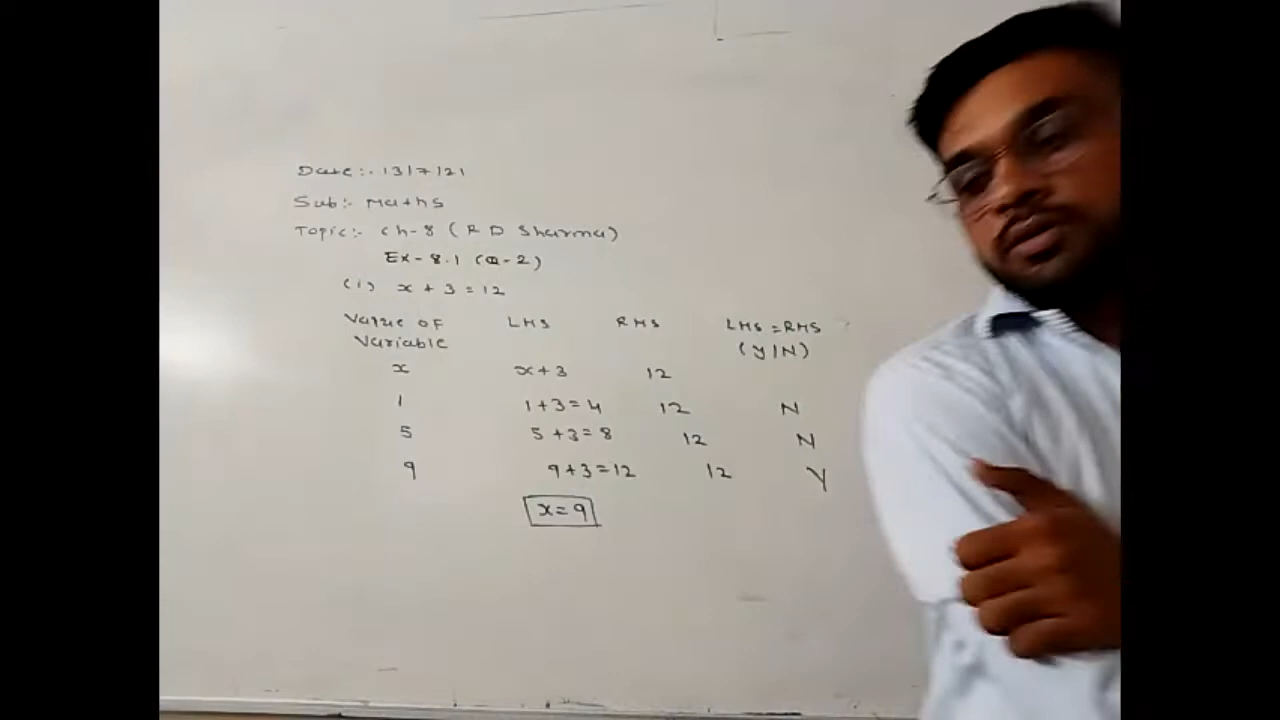 Date:- 13/7/21
Sub:- Maths
Topic:- Ch-8 (R D Sharma)
Ex-8.1 (Q-2)
(i) x + 3 = 12
Value of LHS RHS LHS = RHS
Variable (Y/N)
x x+3 12
1 1+3=4 12 N
5 5+3=8 12 N
9 9+3=12 12 Y
x=9